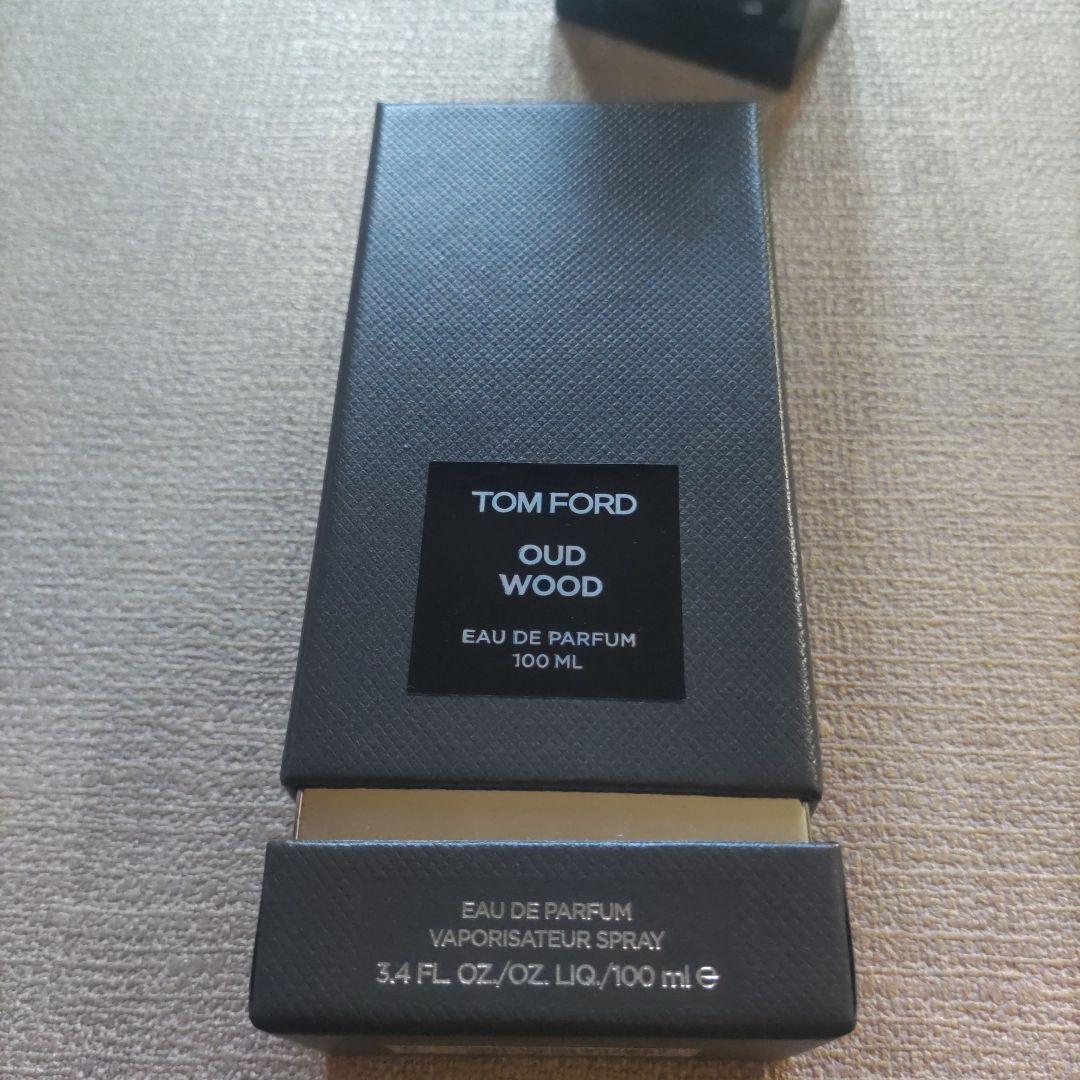 TOM FORD
OUD
WOOD
EAU DE PARFUM
100 ML
EAU DE PARFUM
VAPORISATEUR SPRAY
3.4 FL. OZ./OZ. LIQ./100 ml ℮